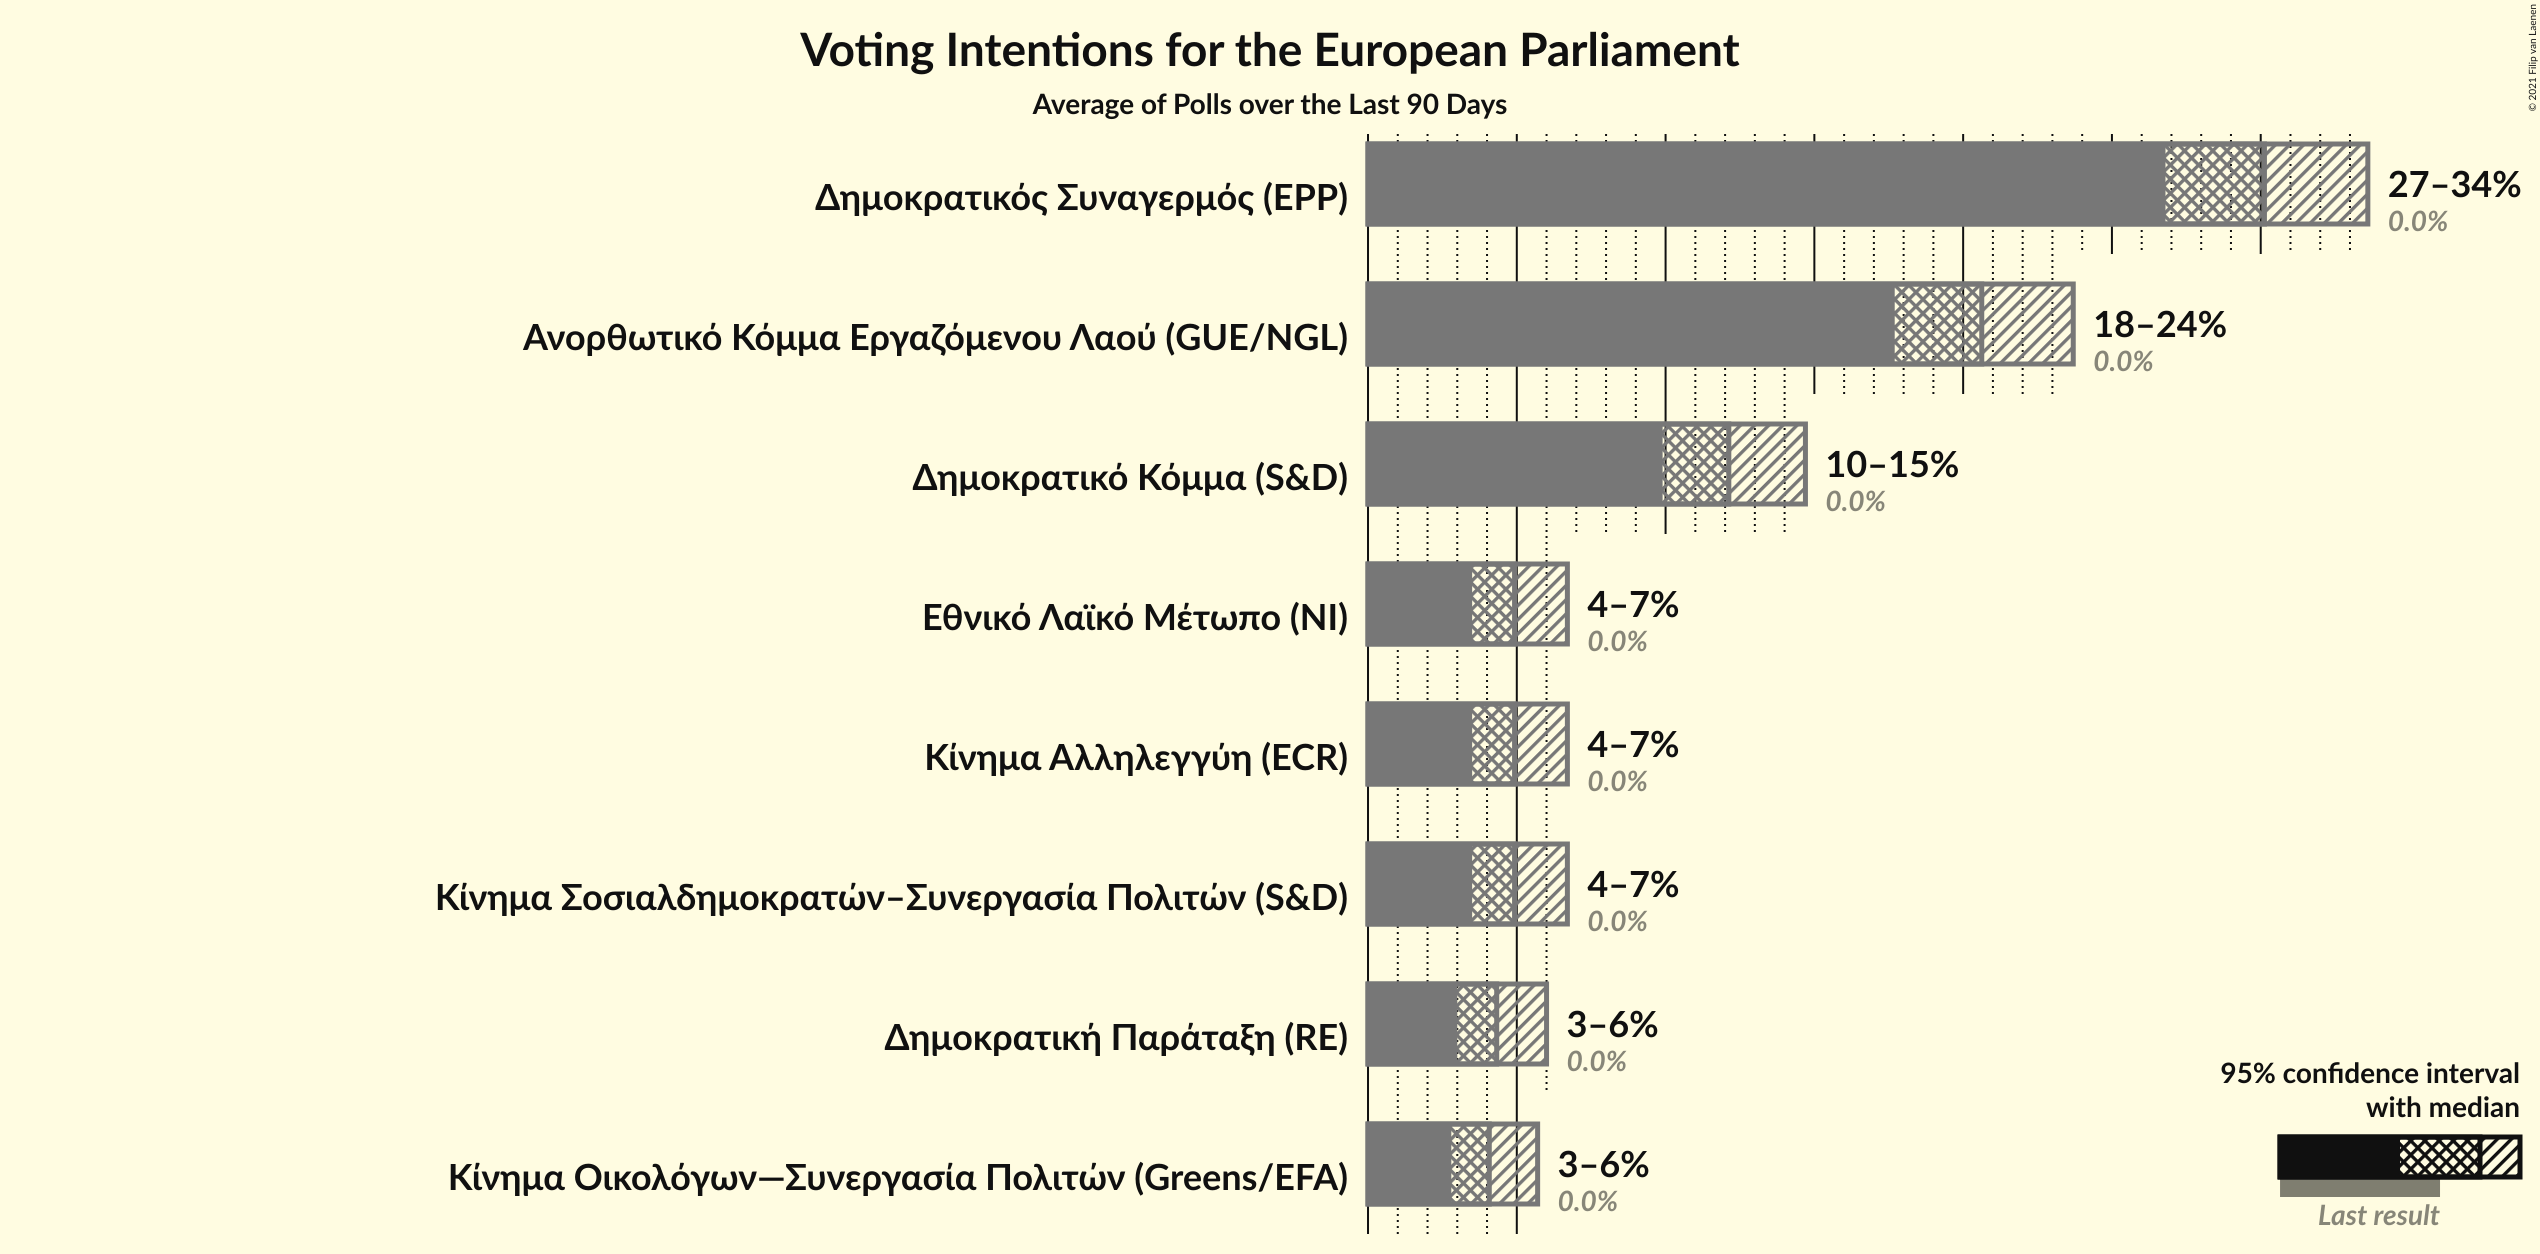 Voting Intentions for the European Parliament
Average of Polls over the Last 90 Days
© 2021 Filip van Laenen
Δημοκρατικός Συναγερμός (EPP)
27–34%
0.0%
Ανορθωτικό Κόμμα Εργαζόμενου Λαού (GUE/NGL)
18–24%
0.0%
Δημοκρατικό Κόμμα (S&D)
10–15%
0.0%
Εθνικό Λαϊκό Μέτωπο (NI)
4–7%
0.0%
Κίνημα Αλληλεγγύη (ECR)
4–7%
0.0%
Κίνημα Σοσιαλδημοκρατών–Συνεργασία Πολιτών (S&D)
4–7%
0.0%
Δημοκρατική Παράταξη (RE)
3–6%
0.0%
Κίνημα Οικολόγων—Συνεργασία Πολιτών (Greens/EFA)
3–6%
0.0%
95% confidence interval
with median
Last result